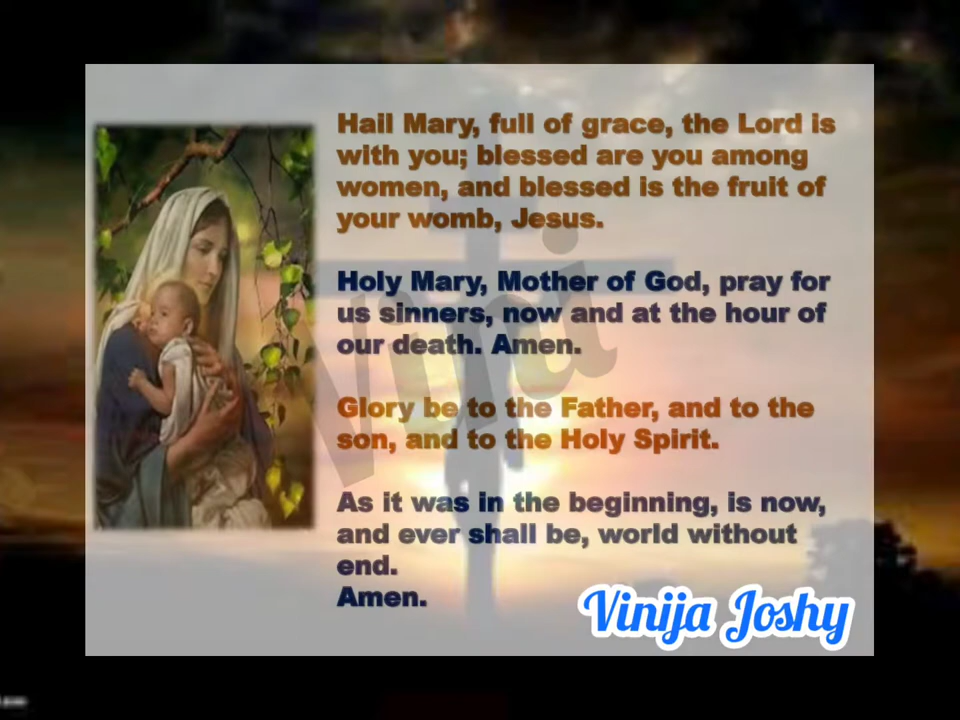 Hail Mary, full of grace, the Lord is
with you; blessed are you among
women, and blessed is the fruit of
your womb, Jesus.
Holy Mary, Mother of God, pray for
us sinners, now and at the hour of
our death. Amen.
Glory be to the Father, and to the
son, and to the Holy Spirit.
As it was in the beginning, is now,
and ever shall be, world without
end.
Amen.
Vinija Joshy